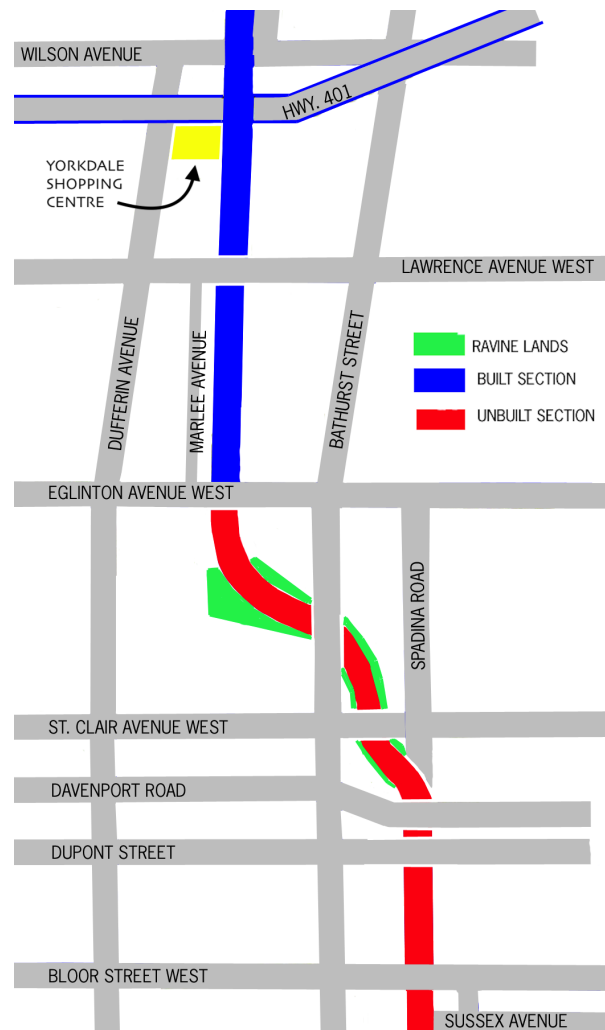 WILSON AVENUE
HWY. 401
YORKDALE
SHOPPING
CENTRE
LAWRENCE AVENUE WEST
DUFFERIN AVENUE
MARLEE AVENUE
BATHURST STREET
RAVINE LANDS
BUILT SECTION
UNBUILT SECTION
EGLINTON AVENUE WEST
SPADINA ROAD
ST. CLAIR AVENUE WEST
DAVENPORT ROAD
DUPONT STREET
BLOOR STREET WEST
SUSSEX AVENUE